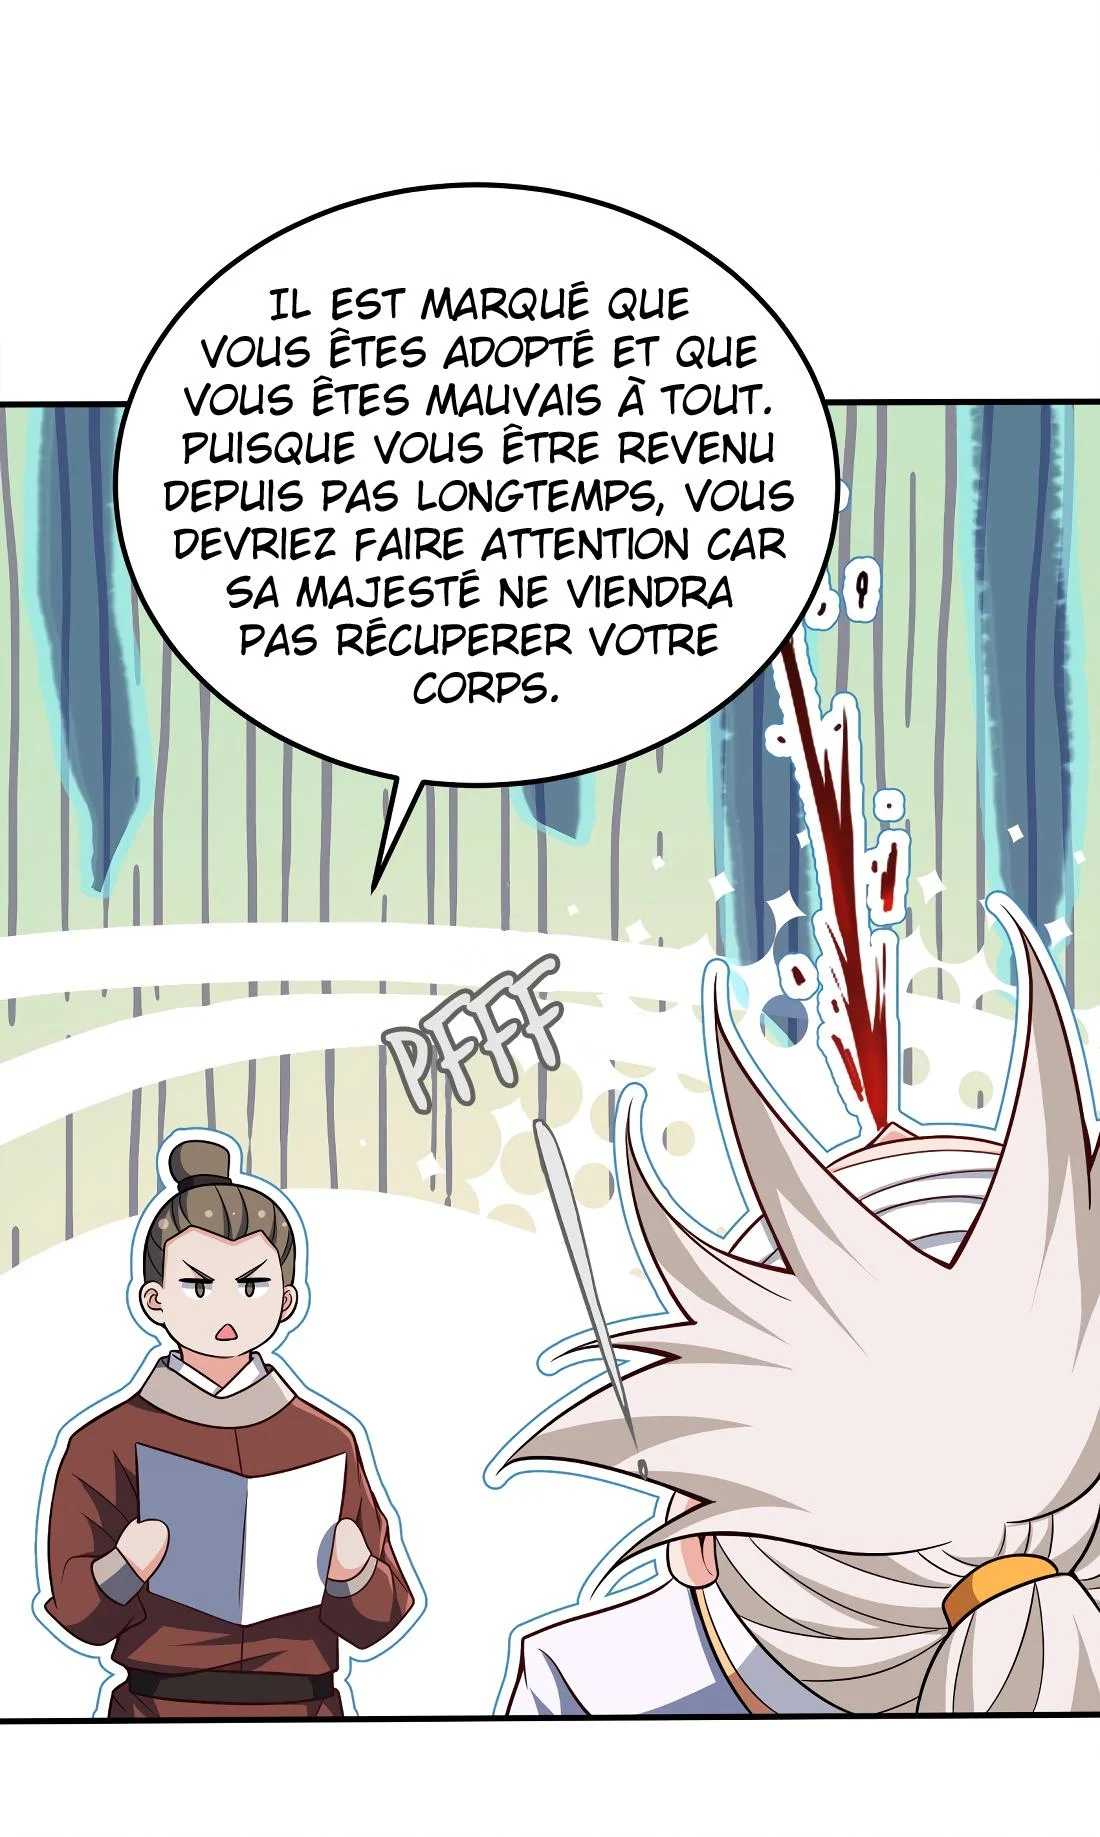 IL EST MARQUÉ QUE
VOUS ÊTES ADOPTÉ ET QUE
VOUS ÊTES MAUVAIS À TOUT.
PUISQUE VOUS ÊTRE REVENU
DEPUIS PAS LONGTEMPS, VOUS
DEVRIEZ FAIRE ATTENTION CAR
SA MAJESTÉ NE VIENDRA
PAS RÉCUPERER VOTRE
CORPS.
PFFF